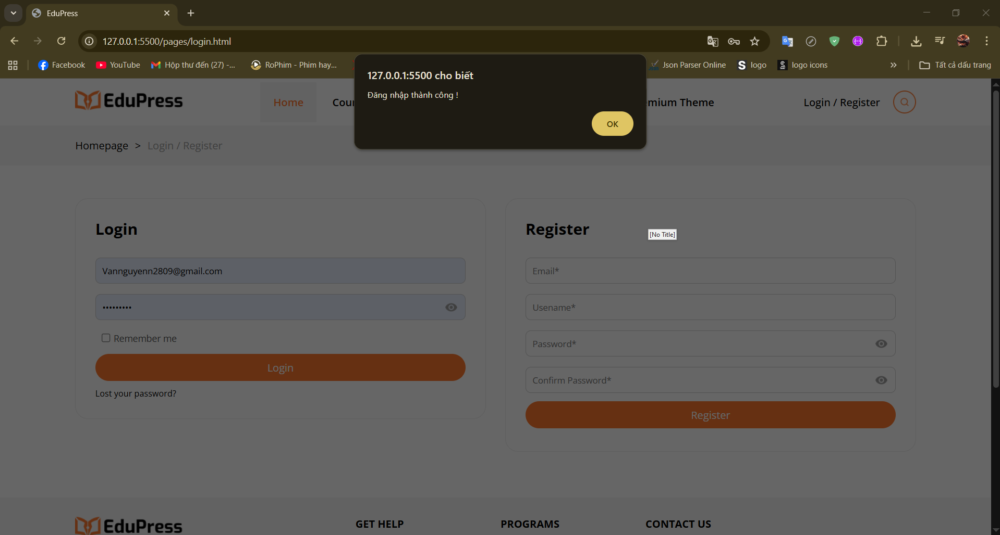 EduPress
127.0.0.1:5500/pages/login.html
Facebook
YouTube
Hộp thư đến (27) -...
RoPhim - Phim hay...
Json Parser Online
logo
logo icons
Tất cả dấu trang
127.0.0.1:5500 cho biết
Đăng nhập thành công !
OK
EduPress
Home
Cour
mium Theme
Login / Register
Homepage > Login / Register
Login
Vannguyenn2809@gmail.com
•••••••••
Remember me
Login
Lost your password?
Register
[No Title]
Email*
Usename*
Password*
Confirm Password*
Register
EduPress
GET HELP
PROGRAMS
CONTACT US